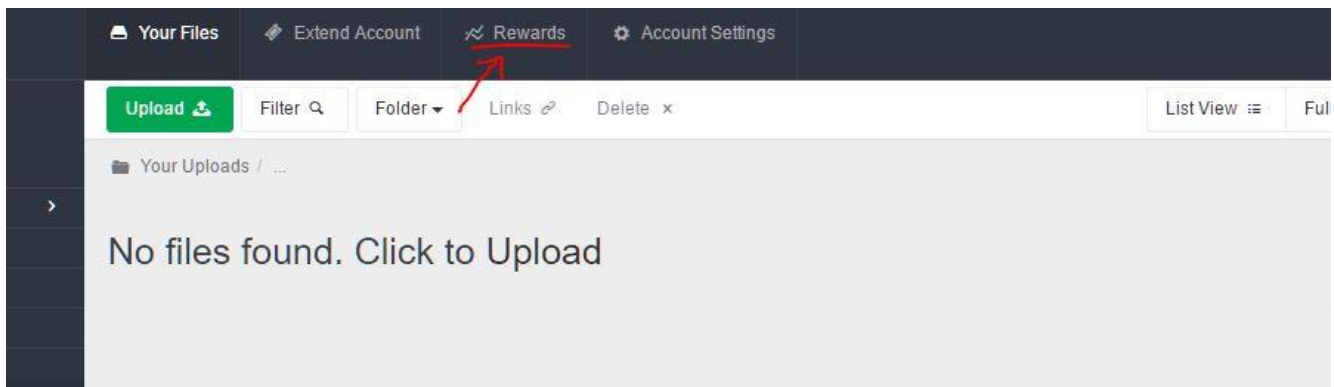 Your Files Extend Account Rewards Account Settings
Upload Filter Folder Links Delete × List View Ful
Your Uploads / ...
No files found. Click to Upload